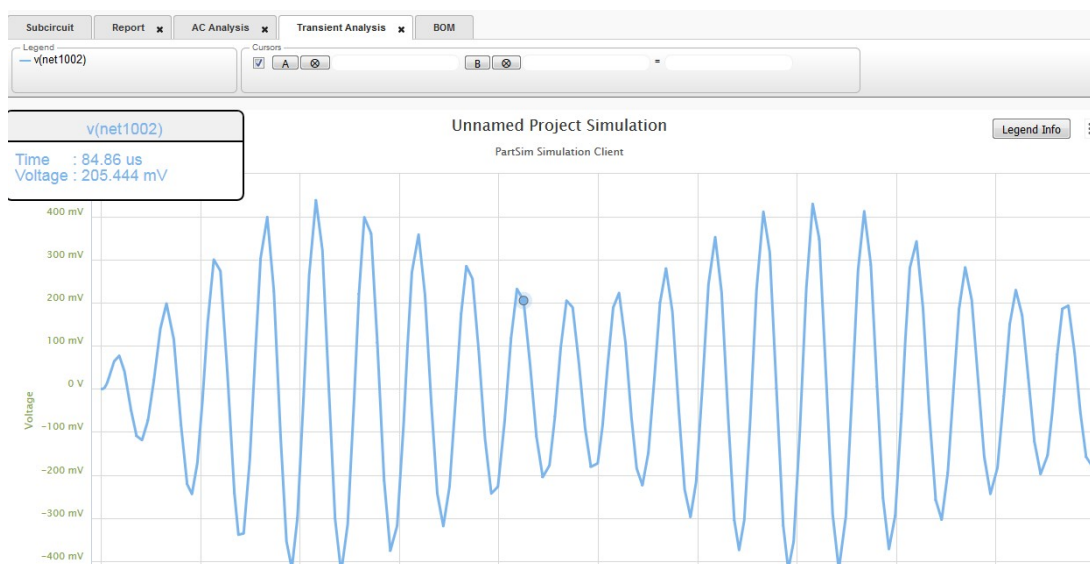 Subcircuit Report × AC Analysis × Transient Analysis × BOM
Legend Cursors
v(net1002) A ⊗ B ⊗ =
v(net1002) Unnamed Project Simulation Legend Info
PartSim Simulation Client
Time : 84.86 us
Voltage : 205.444 mV
400 mV
300 mV
200 mV
100 mV
0 V
-100 mV
-200 mV
-300 mV
-400 mV
Voltage